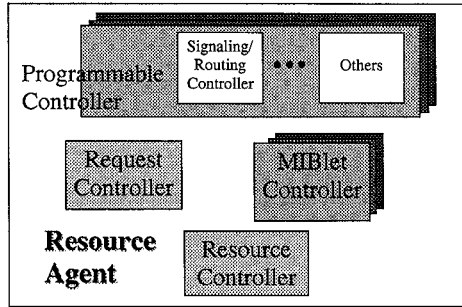 Signaling/
Routing
Controller
Others
Programmable
Controller
Request
Controller
MIBlet
Controller
Resource
Agent
Resource
Controller